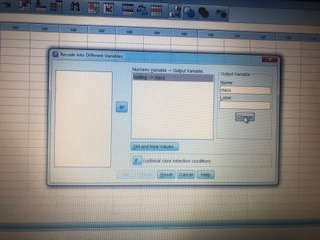 Recode into Different Variables
Numeric Variable -> Output Variable:
Output Variable
Name:
class
Label:
Change
Old and New Values...
If... (optional case selection condition)
OK Paste Reset Cancel Help